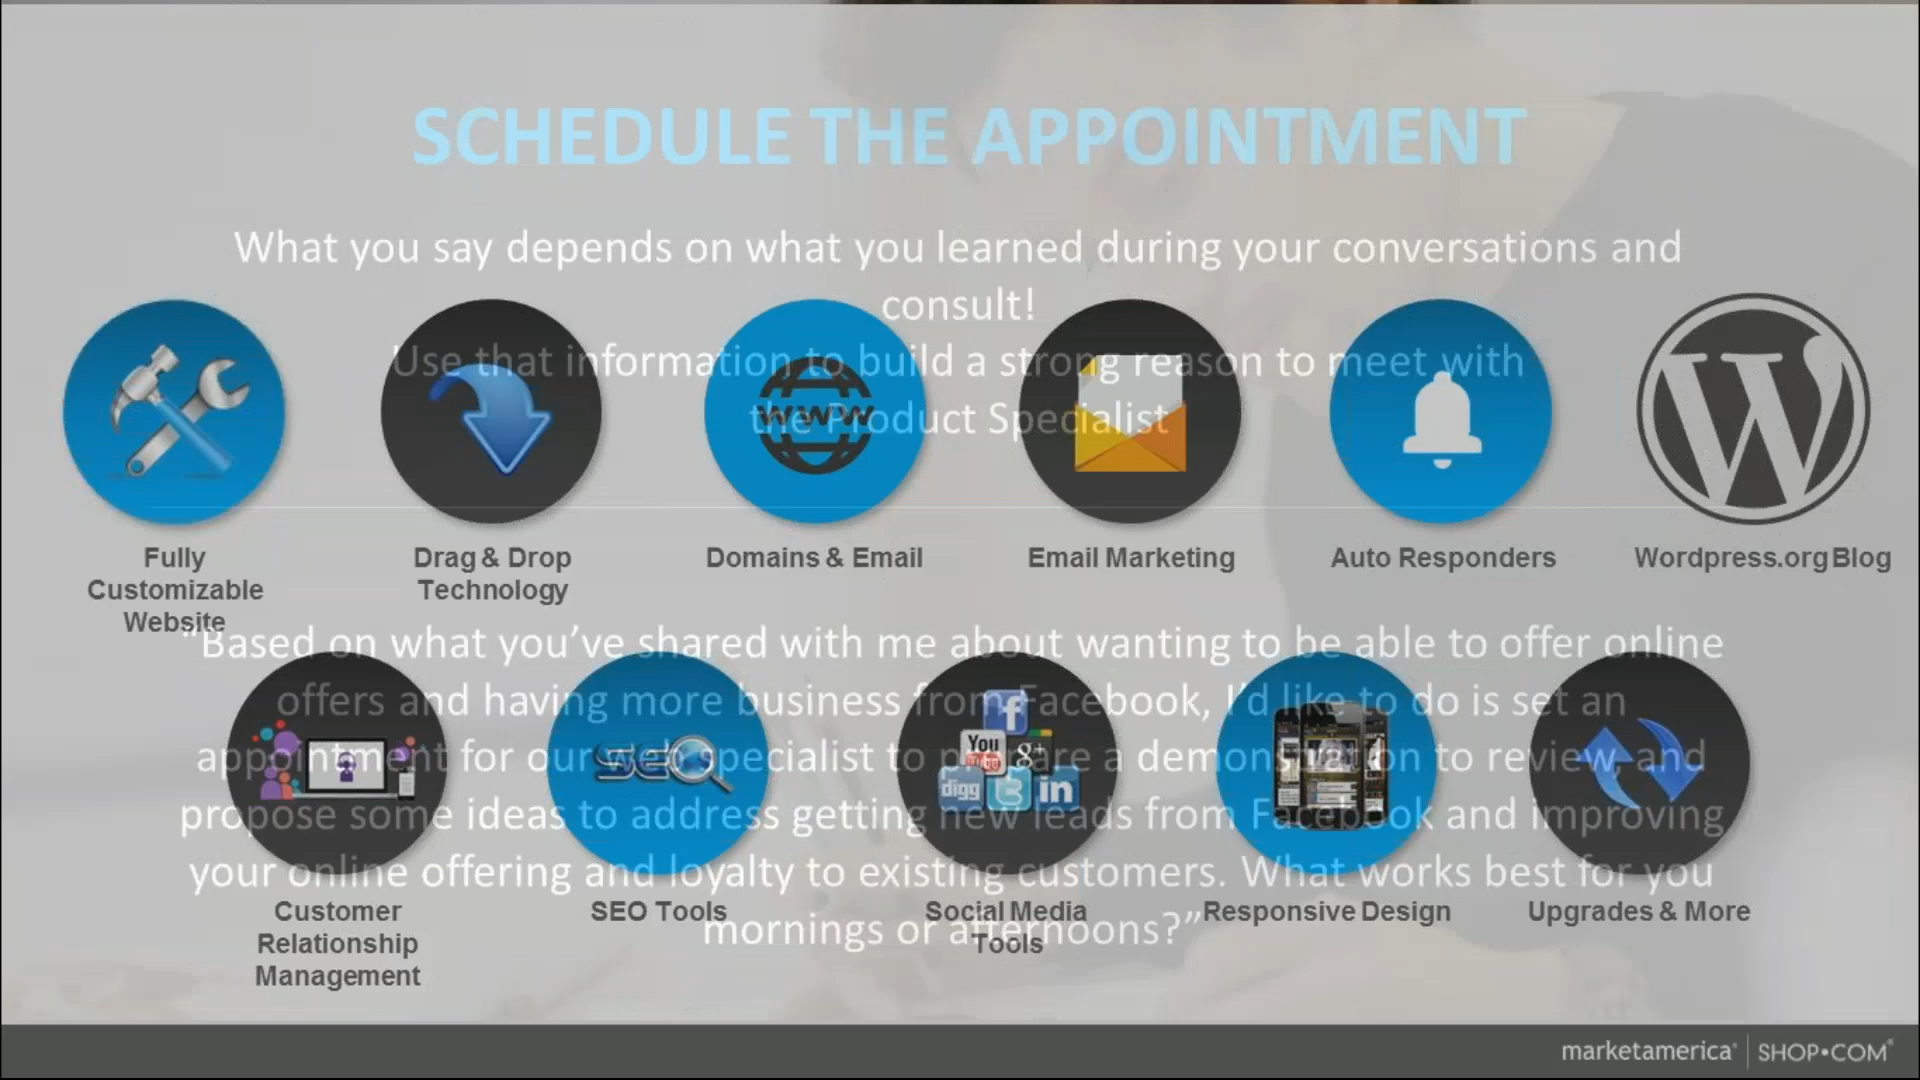 SCHEDULE THE APPOINTMENT
What you say depends on what you learned during your conversations and
consult!
Use that information to build a strong reason to meet with
the Product Specialist
www
Fully
Customizable
Website
Drag & Drop
Technology
Domains & Email
Email Marketing
Auto Responders
W
Wordpress.org Blog
"Based on what you've shared with me about wanting to be able to offer online
offers and having more business from Facebook, I'd like to do is set an
appointment for our web specialist to prepare a demonstration to review and
propose some ideas to address getting new leads from Facebook and improving
your online offering and loyalty to existing customers. What works best for you
mornings or afternoons?"
SEO
f
You
Tube
g+
digg
t
in
Customer
Relationship
Management
SEO Tools
Social Media
Tools
Responsive Design
Upgrades & More
marketamerica® | SHOP•COM®